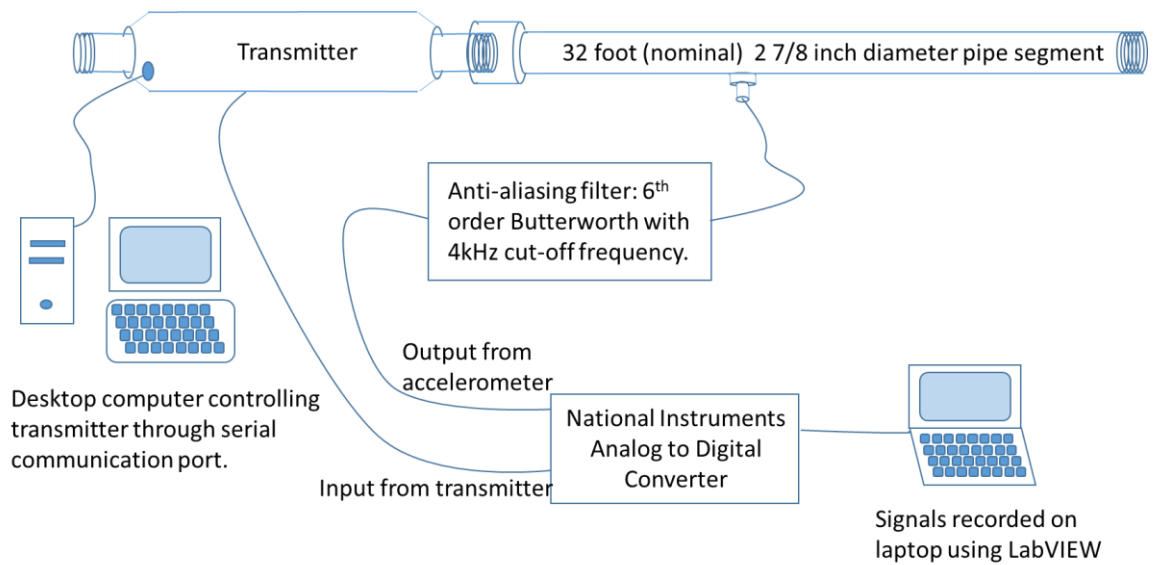 Transmitter
32 foot (nominal)  2 7/8 inch diameter pipe segment
Anti-aliasing filter: 6th
order Butterworth with
4kHz cut-off frequency.
Output from
accelerometer
Desktop computer controlling
transmitter through serial
communication port.
National Instruments
Analog to Digital
Converter
Input from transmitter
Signals recorded on
laptop using LabVIEW